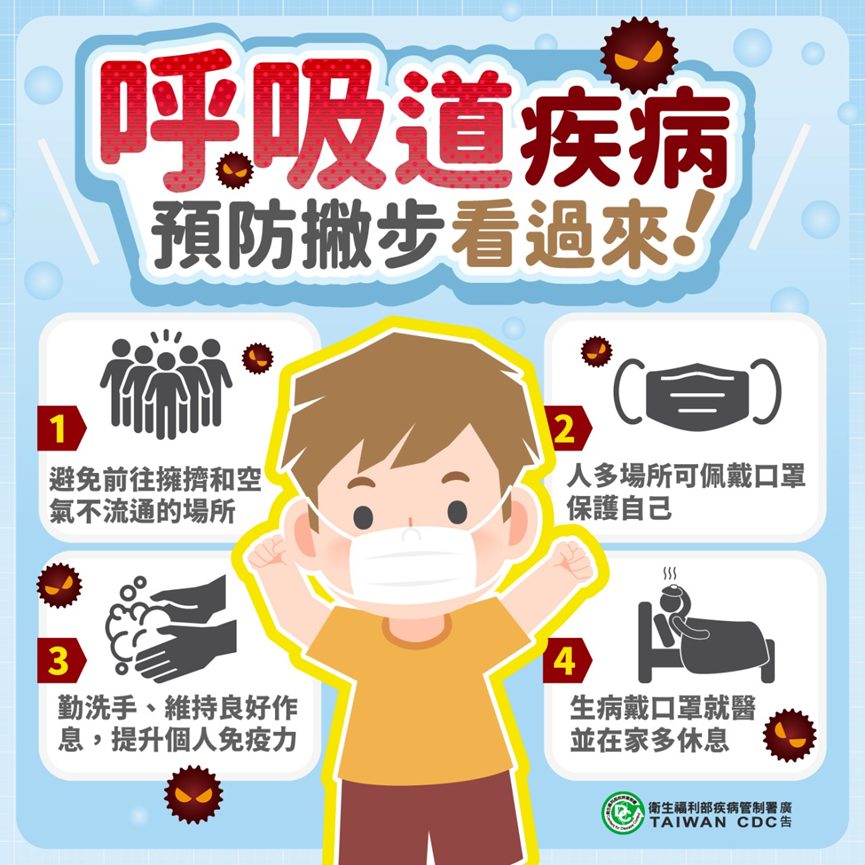 呼吸道疾病
預防撇步看過來!
1
避免前往擁擠和空
氣不流通的場所
2
人多場所可佩戴口罩
保護自己
3
勤洗手、維持良好作
息，提升個人免疫力
4
生病戴口罩就醫
並在家多休息
衛生福利部疾病管制署廣告
TAIWAN CDC